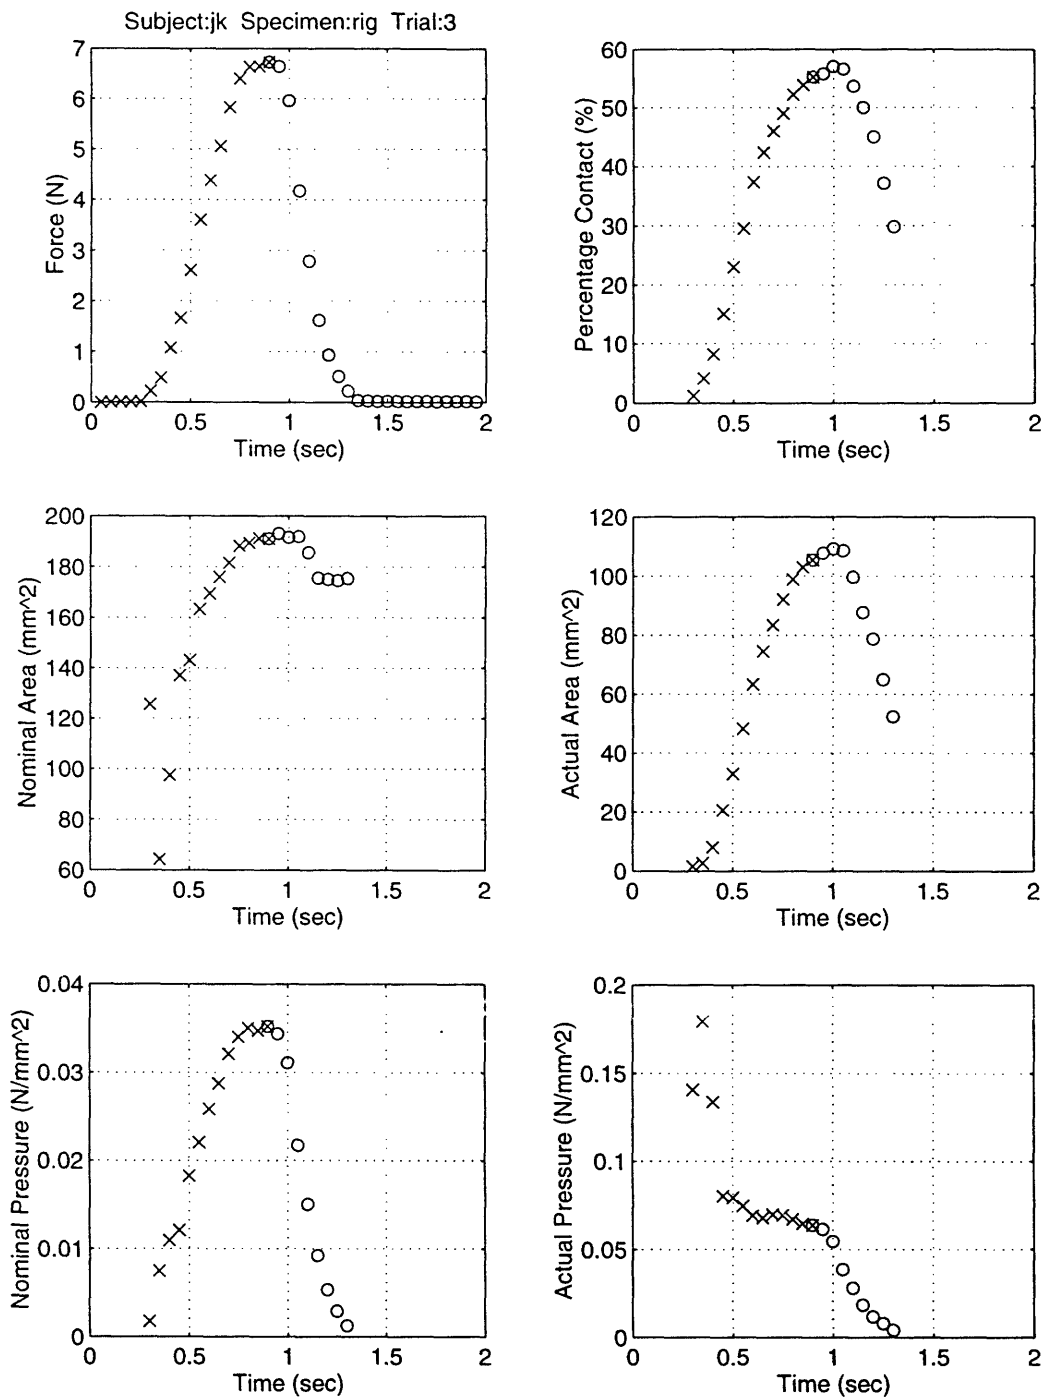 Subject:jk Specimen:rig Trial:3
7
6
5
4
3
2
1
0
Force (N)
0 0.5 1 1.5 2
Time (sec)
60
50
40
30
20
10
0
Percentage Contact (%)
0 0.5 1 1.5 2
Time (sec)
200
180
160
140
120
100
80
60
Nominal Area (mm^2)
0 0.5 1 1.5 2
Time (sec)
120
100
80
60
40
20
0
Actual Area (mm^2)
0 0.5 1 1.5 2
Time (sec)
0.04
0.03
0.02
0.01
0
Nominal Pressure (N/mm^2)
0 0.5 1 1.5 2
Time (sec)
0.2
0.15
0.1
0.05
0
Actual Pressure (N/mm^2)
0 0.5 1 1.5 2
Time (sec)